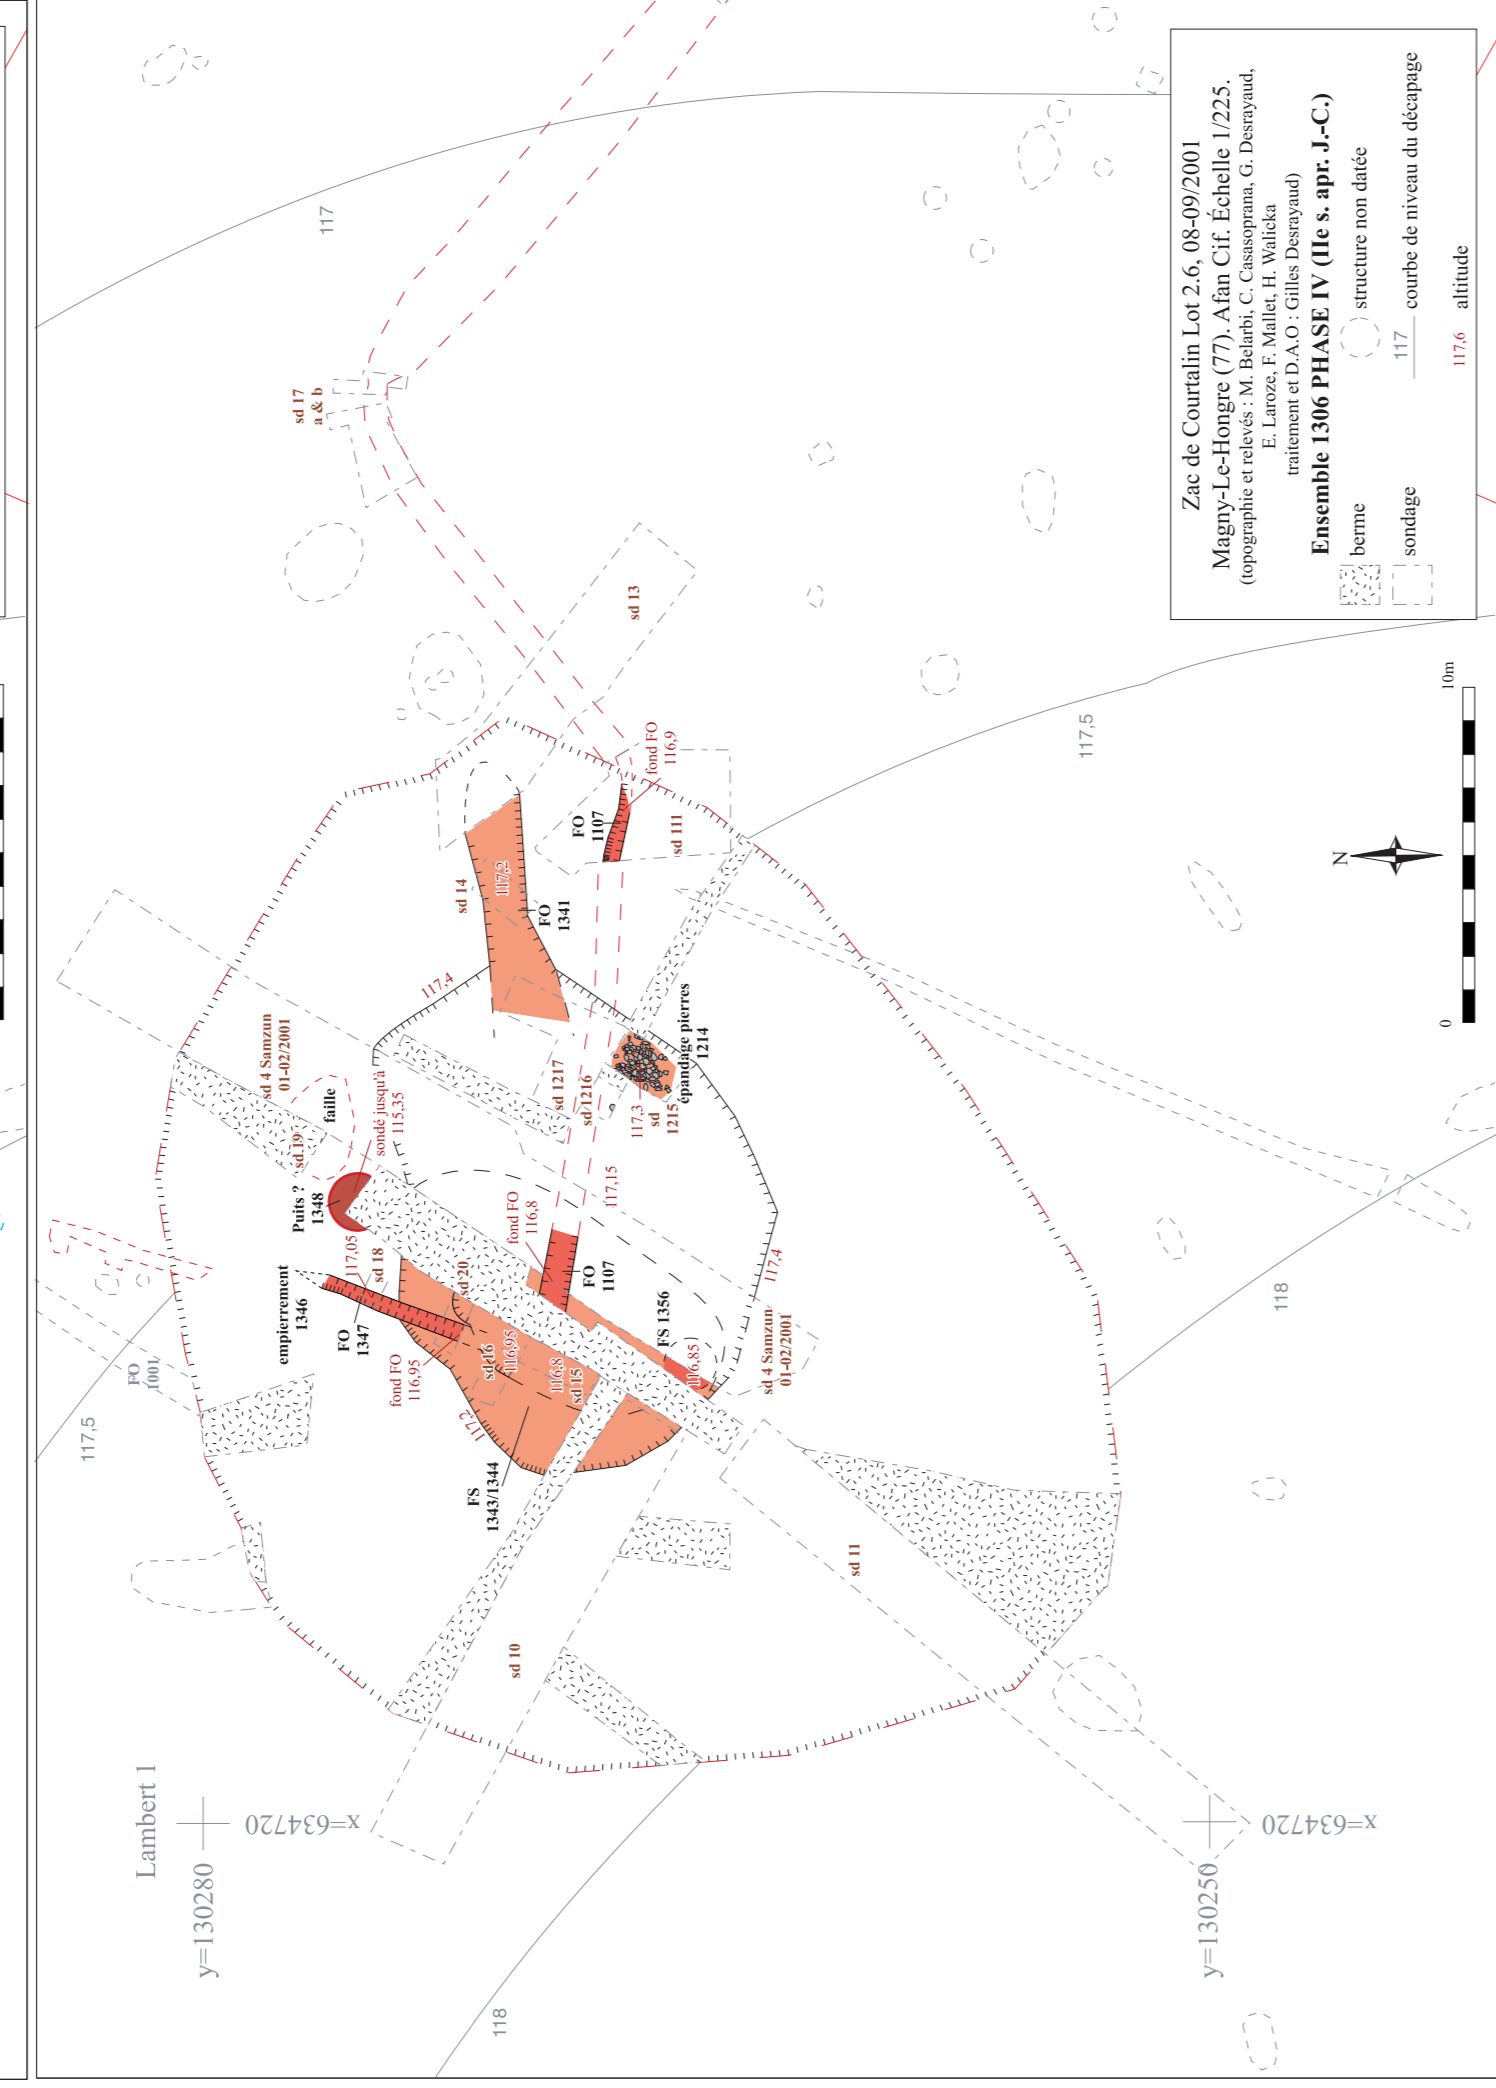 Zac de Courtalin Lot 2.6, 08-09/2001
Magny-Le-Hongre (77). Afan Cif. Échelle 1/225.
(topographie et relevés : M. Belarbi, C. Casasoprana, G. Desrayaud,
E. Laroze, F. Mallet, H. Walicka
traitement et D.A.O : Gilles Desrayaud)
Ensemble 1306 PHASE IV (IIe s. apr. J.-C.)
berme
structure non datée
sondage
117
courbe de niveau du décapage
117,6
altitude
Lambert 1
y=130280
x=634720
y=130250
x=634720
118
117,5
FO
1001
empierrement
1346
FO
1347
117,05
sd 18
Puits ?
1348
sd 19
faille
sd 4 Samzun
01-02/2001
sondé jusqu'à
115,35
117,4
fond FO
116,95
117,2
sd 16
116,95
sd 20
116,8
sd 15
FS
1343/1344
sd 10
fond FO
116,8
FO
1107
FS 1356
116,85
117,15
sd 1217
sd 1216
117,3
sd
1215
épandage pierres
1214
117,4
sd 4 Samzun
01-02/2001
sd 11
sd 14
117,2
FO
1341
FO
1107
fond FO
116,9
sd 111
sd 13
sd 17
a & b
117
117,5
118
N
0
10m